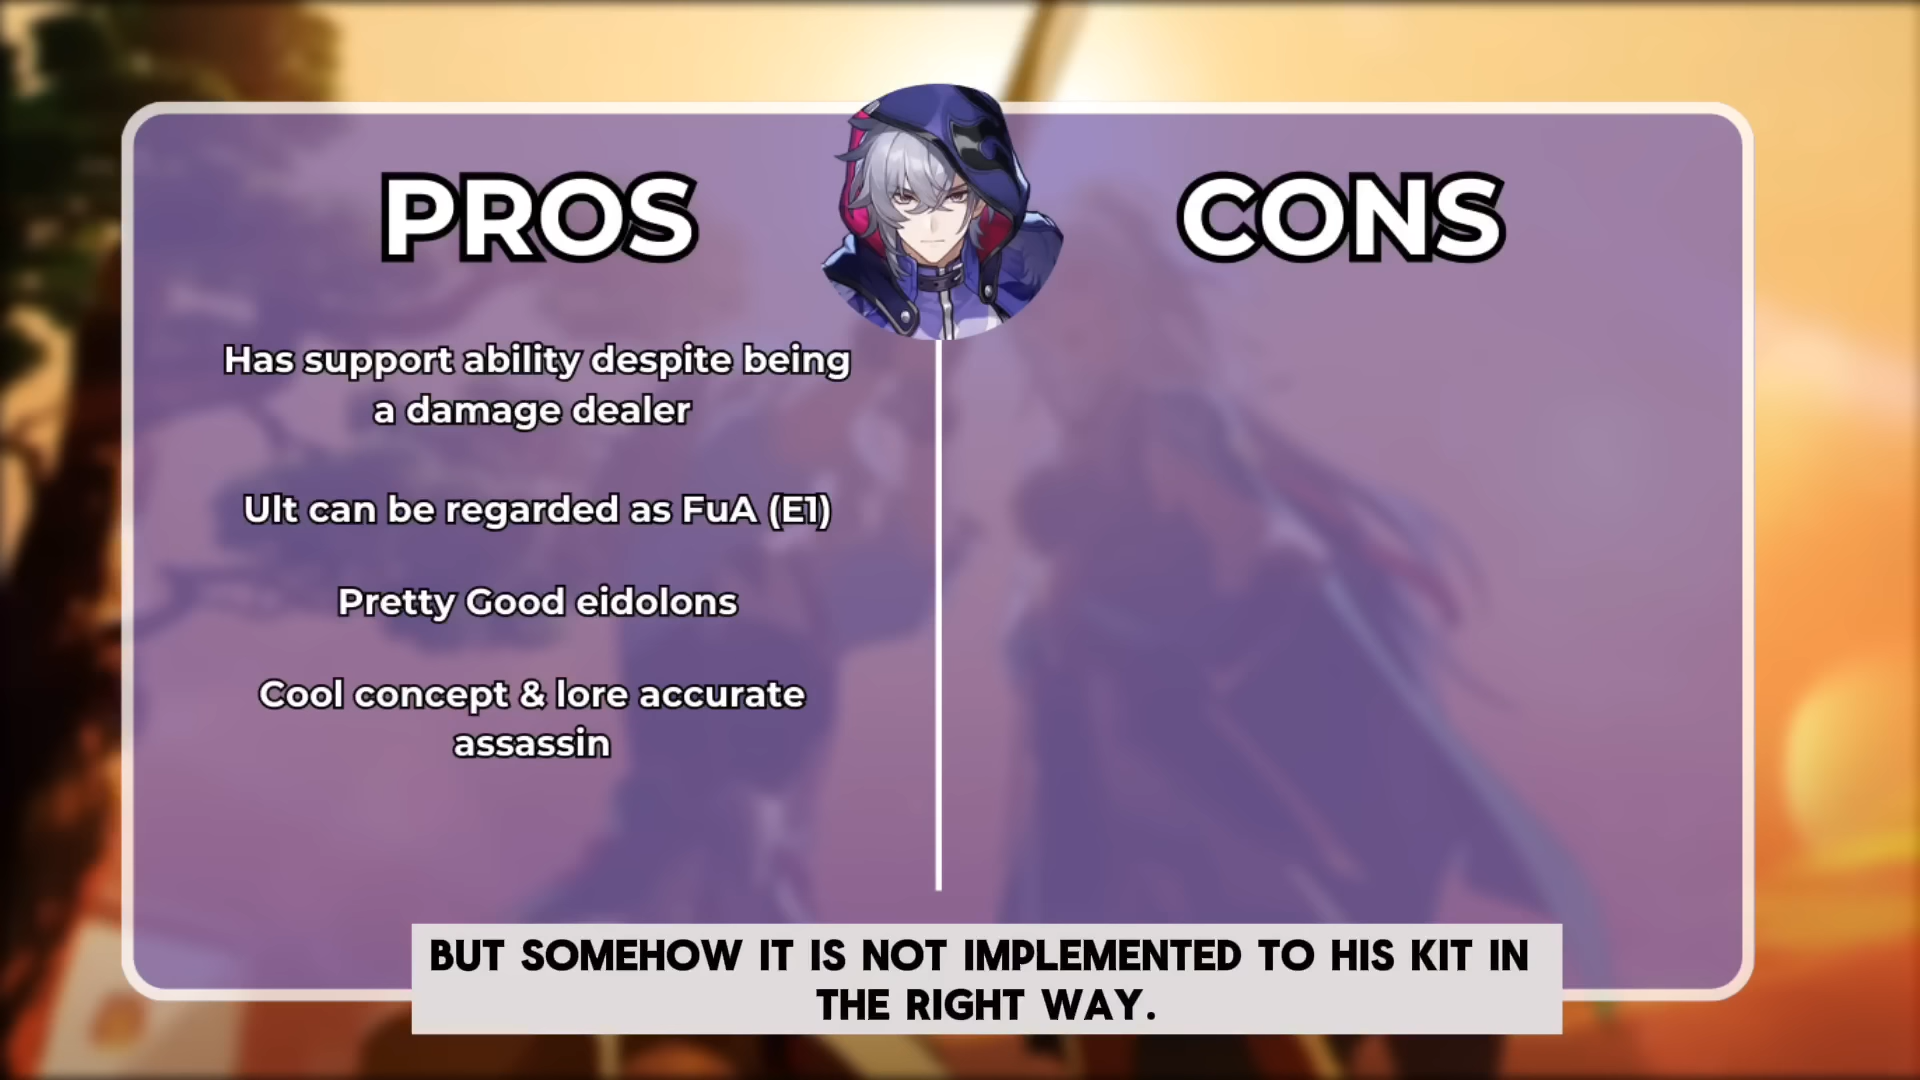 PROS
CONS
Has support ability despite being
a damage dealer
Ult can be regarded as FuA (E1)
Pretty Good eidolons
Cool concept & lore accurate
assassin
BUT SOMEHOW IT IS NOT IMPLEMENTED TO HIS KIT IN
THE RIGHT WAY.